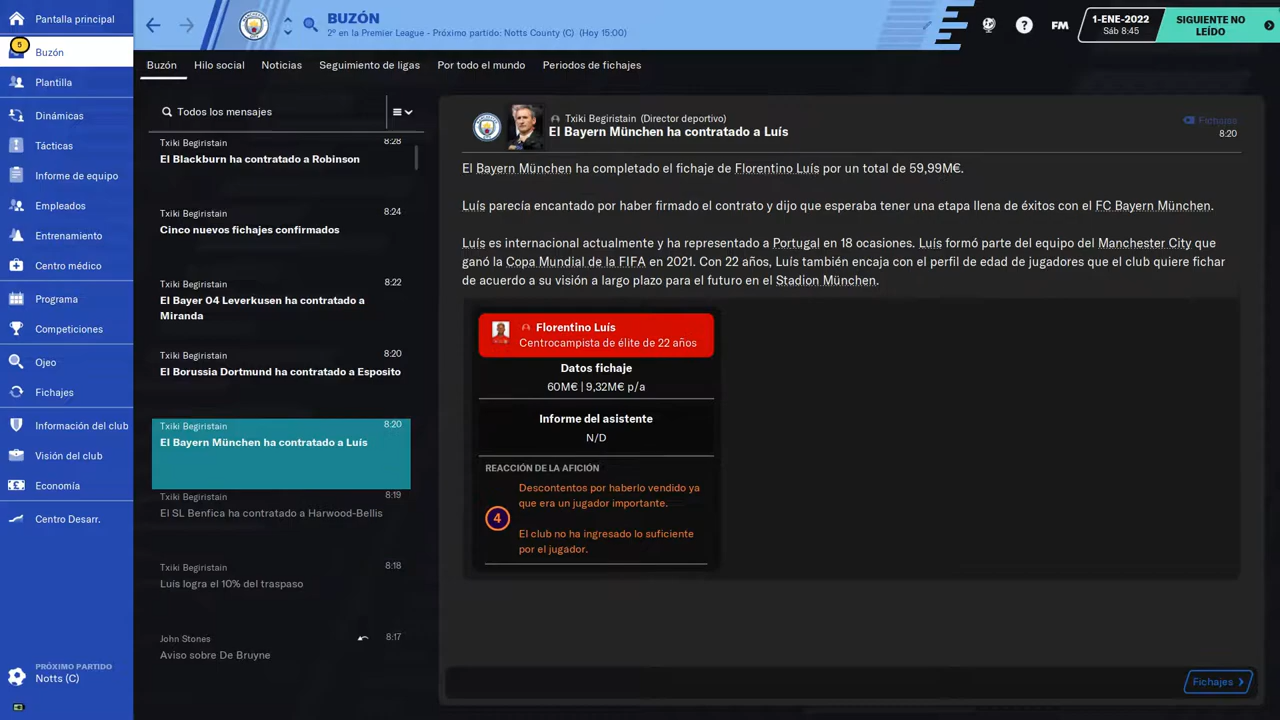 Pantalla principal
5
Buzón
Plantilla
Dinámicas
Tácticas
Informe de equipo
Empleados
Entrenamiento
Centro médico
Programa
Competiciones
Ojeo
Fichajes
Información del club
Visión del club
Economía
Centro Desarr.
PRÓXIMO PARTIDO
Notts (C)
BUZÓN
2º en la Premier League - Próximo partido: Notts County (C) (Hoy 15:00)
?
FM
1-ENE-2022
Sáb 8:45
SIGUIENTE NO
LEÍDO
Buzón
Hilo social
Noticias
Seguimiento de ligas
Por todo el mundo
Periodos de fichajes
Todos los mensajes
Txiki Begiristain
8:28
El Blackburn ha contratado a Robinson
Txiki Begiristain
8:24
Cinco nuevos fichajes confirmados
Txiki Begiristain
8:22
El Bayer 04 Leverkusen ha contratado a
Miranda
Txiki Begiristain
8:20
El Borussia Dortmund ha contratado a Esposito
Txiki Begiristain
8:20
El Bayern München ha contratado a Luís
Txiki Begiristain
8:19
El SL Benfica ha contratado a Harwood-Bellis
Txiki Begiristain
8:18
Luís logra el 10% del traspaso
John Stones
8:17
Aviso sobre De Bruyne
Txiki Begiristain (Director deportivo)
El Bayern München ha contratado a Luís
Fichajes
8:20
El Bayern München ha completado el fichaje de Florentino Luís por un total de 59,99M€.
Luís parecía encantado por haber firmado el contrato y dijo que esperaba tener una etapa llena de éxitos con el FC Bayern München.
Luís es internacional actualmente y ha representado a Portugal en 18 ocasiones. Luís formó parte del equipo del Manchester City que
ganó la Copa Mundial de la FIFA en 2021. Con 22 años, Luís también encaja con el perfil de edad de jugadores que el club quiere fichar
de acuerdo a su visión a largo plazo para el futuro en el Stadion München.
Florentino Luís
Centrocampista de élite de 22 años
Datos fichaje
60M€ | 9,32M€ p/a
Informe del asistente
N/D
REACCIÓN DE LA AFICIÓN
Descontentos por haberlo vendido ya
que era un jugador importante.
4
El club no ha ingresado lo suficiente
por el jugador.
Fichajes